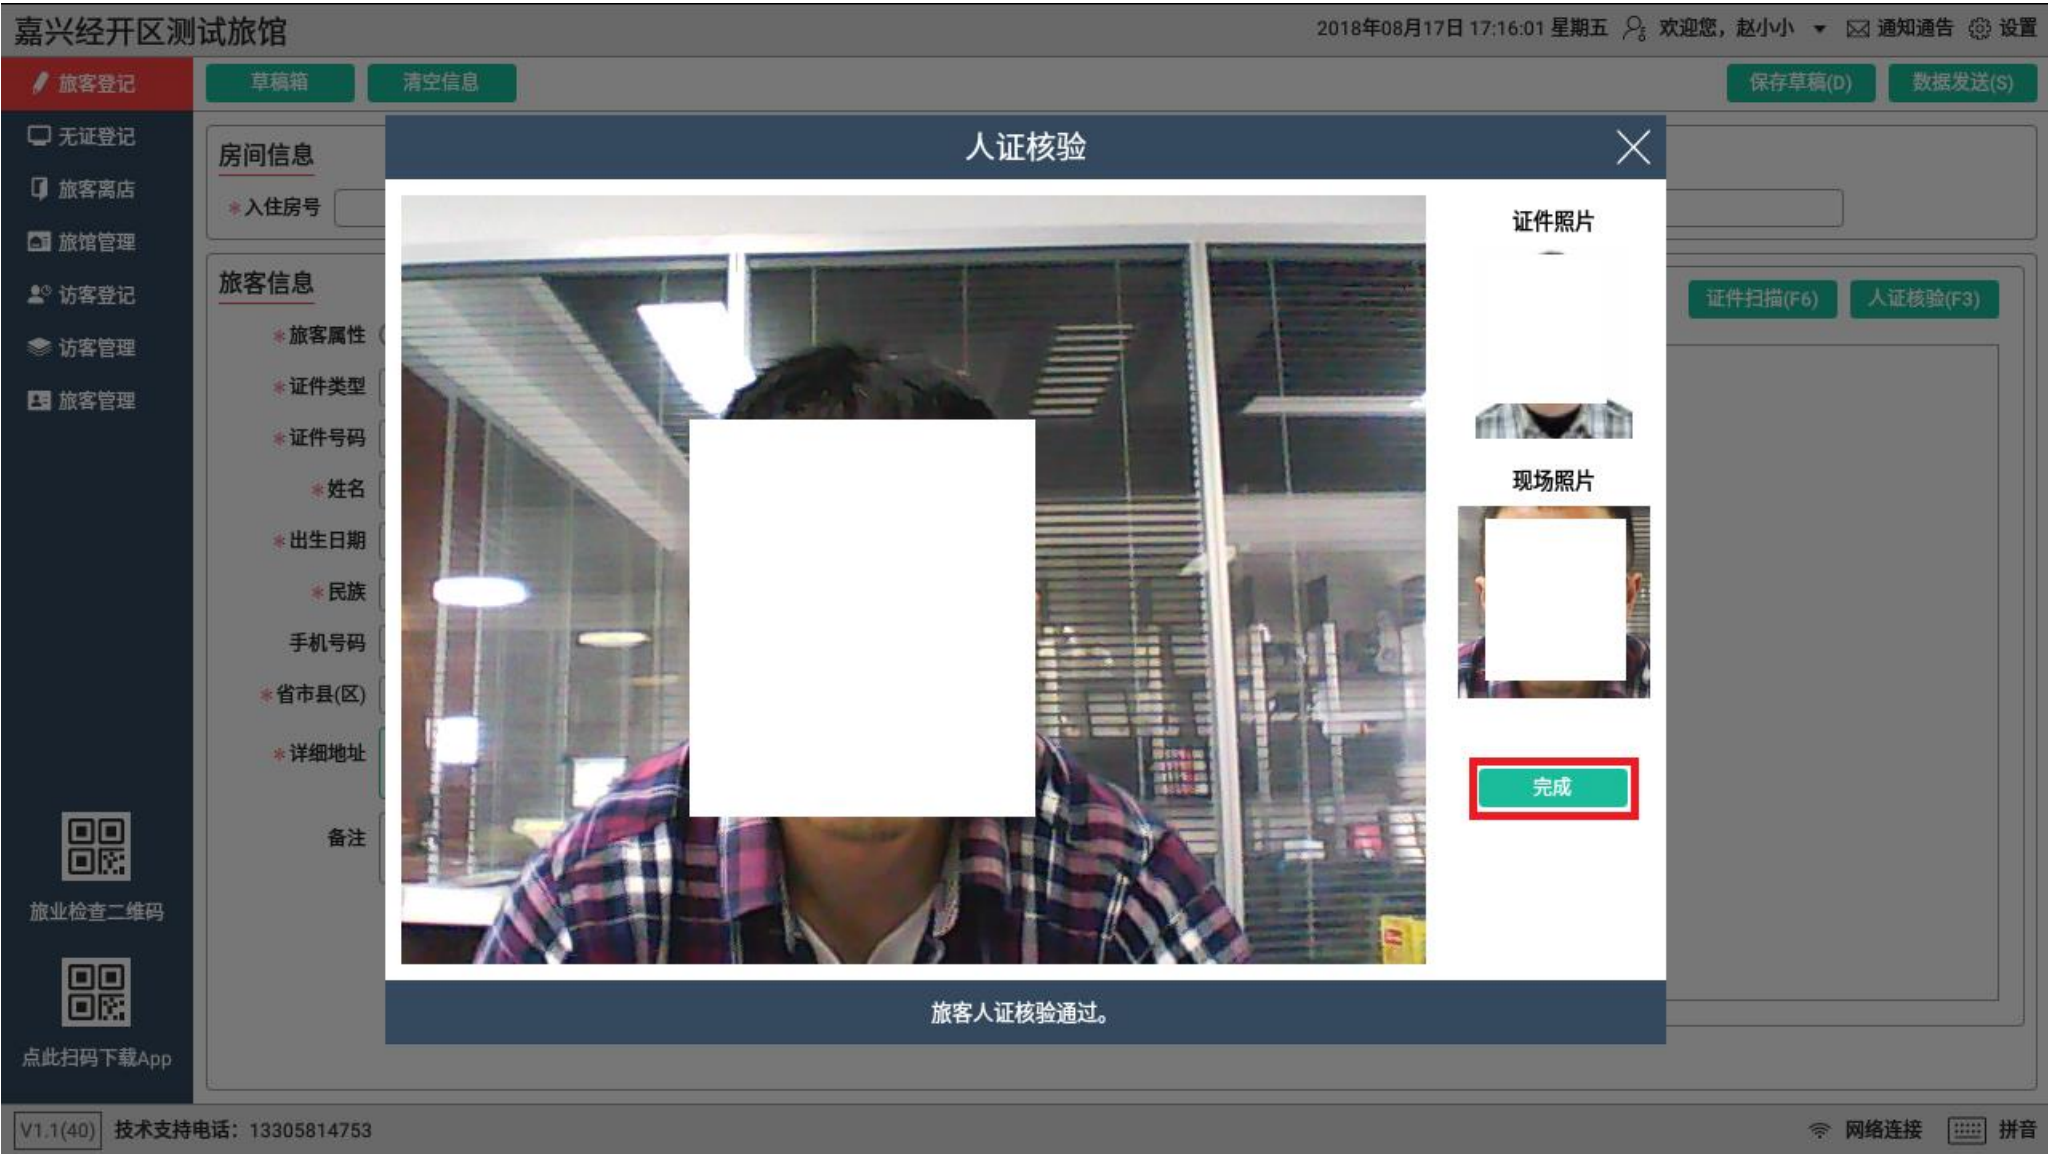 嘉兴经开区测试旅馆
2018年08月17日 17:16:01 星期五 欢迎您，赵小小 通知通告 设置
旅客登记
草稿箱
清空信息
保存草稿(D)
数据发送(S)
无证登记
旅客离店
旅馆管理
访客登记
访客管理
旅客管理
旅业检查二维码
点此扫码下载App
房间信息
*入住房号
旅客信息
证件扫描(F6)
人证核验(F3)
*旅客属性
*证件类型
*证件号码
*姓名
*出生日期
*民族
手机号码
*省市县(区)
*详细地址
备注
人证核验
证件照片
现场照片
完成
旅客人证核验通过。
V1.1(40) 技术支持电话：13305814753
网络连接 拼音